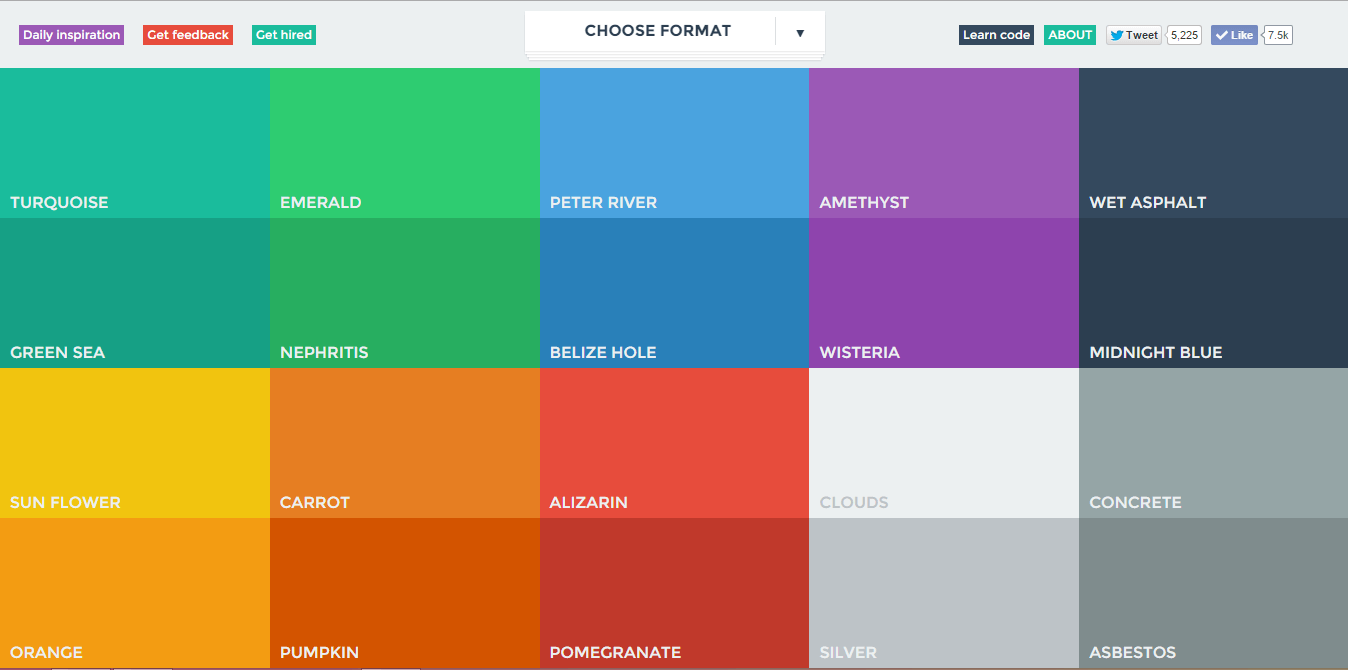 Daily inspiration Get feedback Get hired CHOOSE FORMAT ▼ Learn code ABOUT Tweet 5,225 Like 7.5k
TURQUOISE EMERALD PETER RIVER AMETHYST WET ASPHALT
GREEN SEA NEPHRITIS BELIZE HOLE WISTERIA MIDNIGHT BLUE
SUN FLOWER CARROT ALIZARIN CLOUDS CONCRETE
ORANGE PUMPKIN POMEGRANATE SILVER ASBESTOS